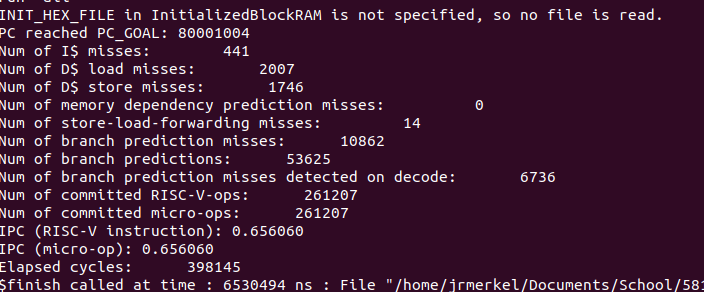 INIT_HEX_FILE in InitializedBlockRAM is not specified, so no file is read.
PC reached PC_GOAL: 80001004
Num of I$ misses: 441
Num of D$ load misses: 2007
Num of D$ store misses: 1746
Num of memory dependency prediction misses: 0
Num of store-load-forwarding misses: 14
Num of branch prediction misses: 10862
Num of branch predictions: 53625
Num of branch prediction misses detected on decode: 6736
Num of committed RISC-V-ops: 261207
Num of committed micro-ops: 261207
IPC (RISC-V instruction): 0.656060
IPC (micro-op): 0.656060
Elapsed cycles: 398145
$finish called at time : 6530494 ns : File "/home/jrmerkel/Documents/School/581